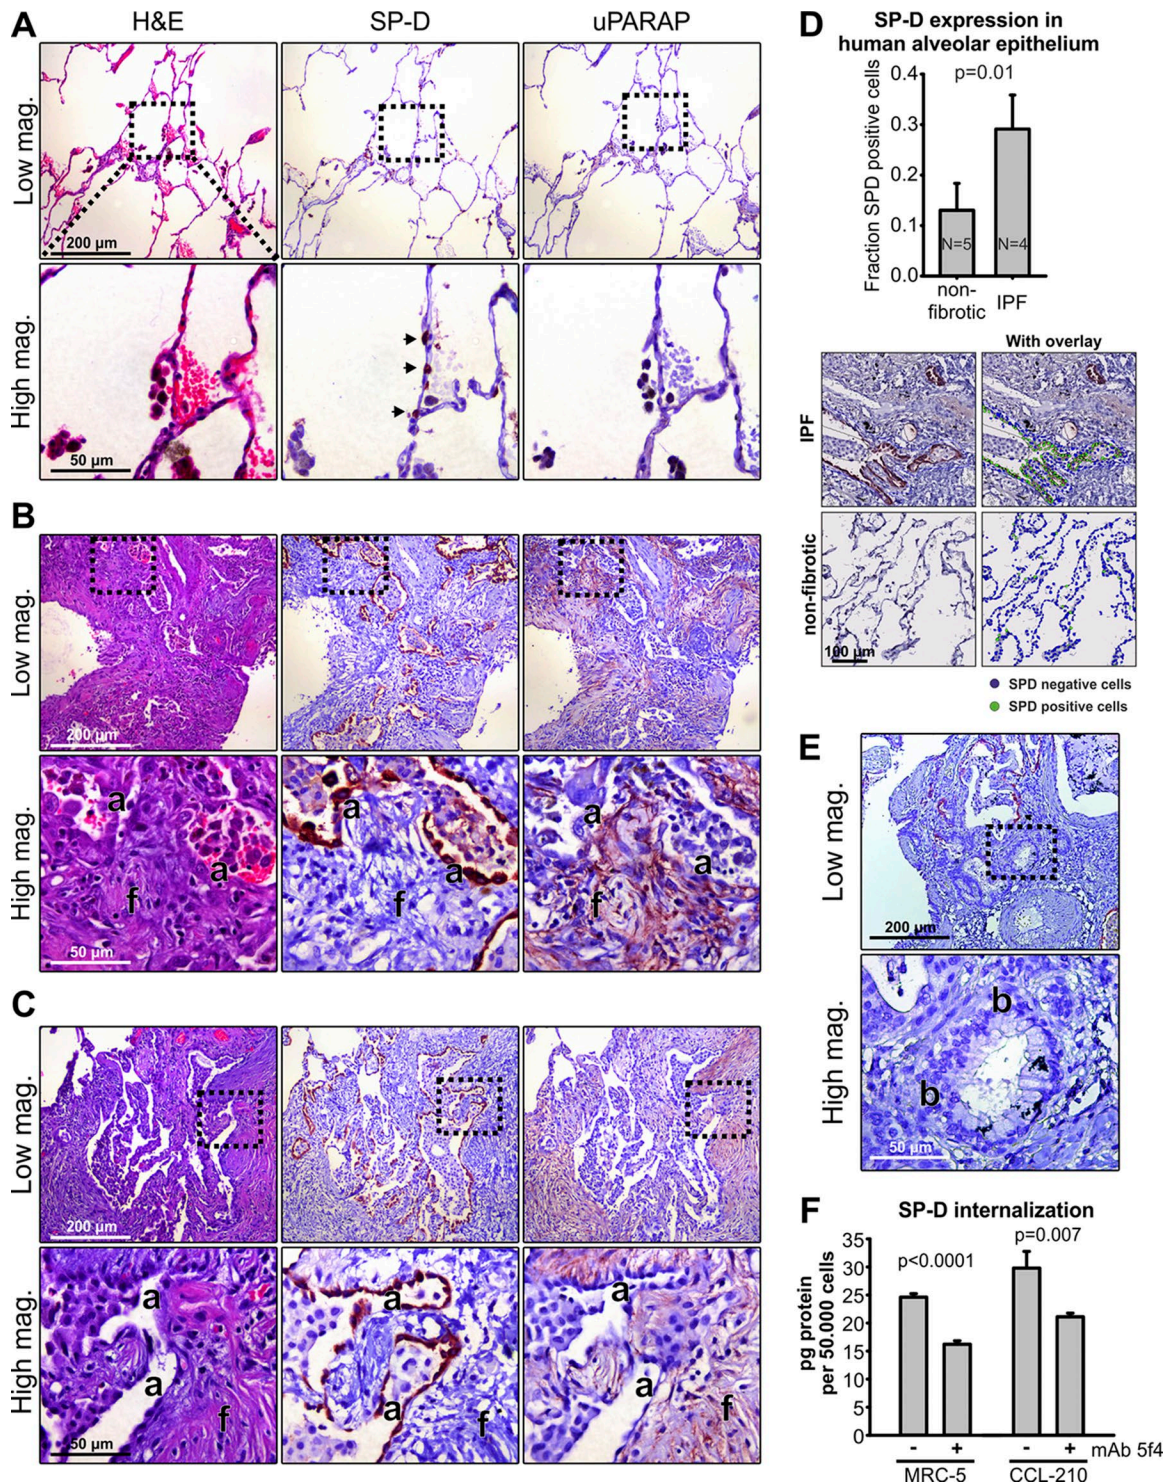 A
H&E
SP-D
uPARAP
Low mag.
200 µm
High mag.
50 µm
B
Low mag.
200 µm
High mag.
a
a
f
50 µm
a
a
f
a
a
f
C
Low mag.
200 µm
High mag.
a
a
f
50 µm
a
a
f
a
a
f
D
SP-D expression in
human alveolar epithelium
Fraction SPD positive cells
0.4
0.3
0.2
0.1
0.0
p=0.01
N=5
N=4
non-
fibrotic
IPF
With overlay
IPF
non-fibrotic
100 µm
SPD negative cells
SPD positive cells
E
Low mag.
200 µm
High mag.
b
b
50 µm
F
SP-D internalization
pg protein
per 50.000 cells
35
30
25
20
15
10
5
0
p<0.0001
p=0.007
- + - + mAb 5f4
MRC-5 CCL-210